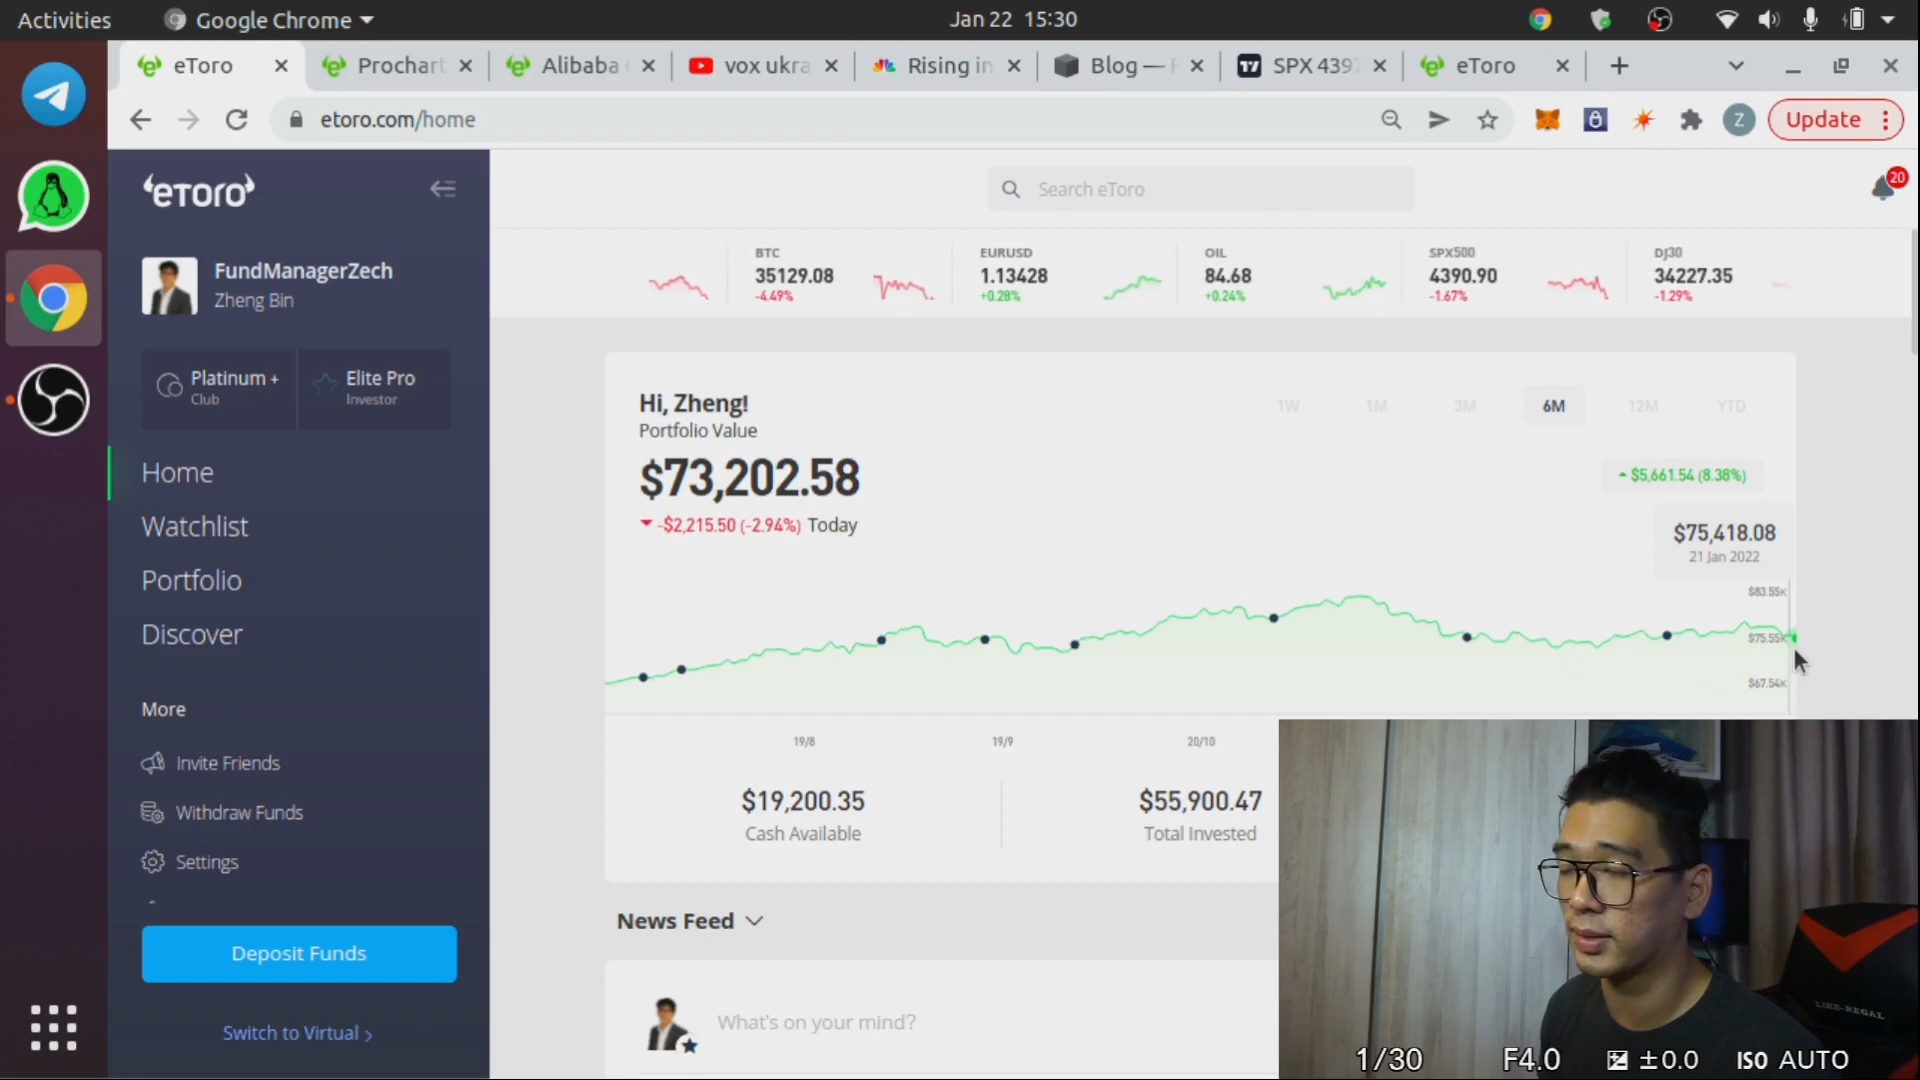 Activities
Google Chrome
Jan 22 15:30
eToro
Prochart
Alibaba
vox ukra
Rising in
Blog —
SPX 439
eToro
etoro.com/home
Z
Update
eToro
Search eToro
20
FundManagerZech
Zheng Bin
Platinum +
Club
Elite Pro
Investor
BTC
35129.08
-4.49%
EURUSD
1.13428
+0.28%
OIL
84.68
+0.24%
SPX500
4390.90
-1.67%
DJ30
34227.35
-1.29%
Home
Watchlist
Portfolio
Discover
More
Invite Friends
Withdraw Funds
Settings
Deposit Funds
Switch to Virtual
Hi, Zheng!
Portfolio Value
$73,202.58
-$2,215.50 (-2.94%) Today
1W 1M 3M 6M 12M YTD
$5,661.54 (8.38%)
$75,418.08
21 Jan 2022
$83.55K
$75.55K
$67.54K
19/8 19/9 20/10
$19,200.35
Cash Available
$55,900.47
Total Invested
News Feed
What's on your mind?
LIKE-REGAL
1/30 F4.0 ±0.0 ISO AUTO